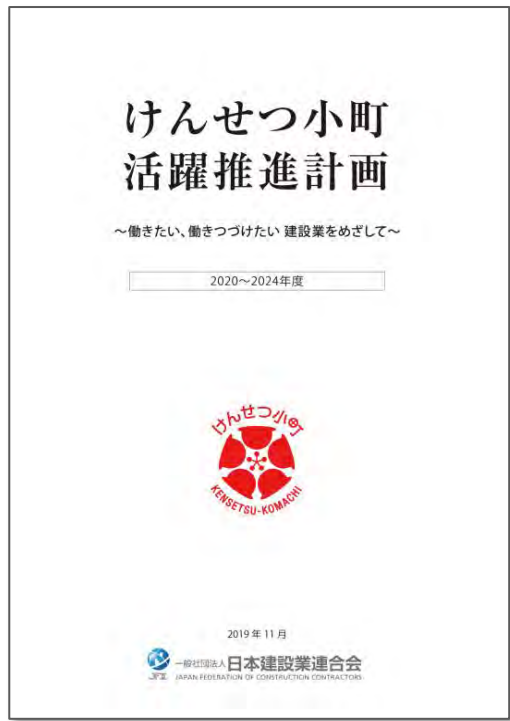 けんせつ小町
活躍推進計画
～働きたい、働きつづけたい 建設業をめざして～
2020～2024年度
けんせつ小町
KENSETSU-KOMACHI
2019年11月
一般社団法人日本建設業連合会
JAPAN FEDERATION OF CONSTRUCTION CONTRACTORS